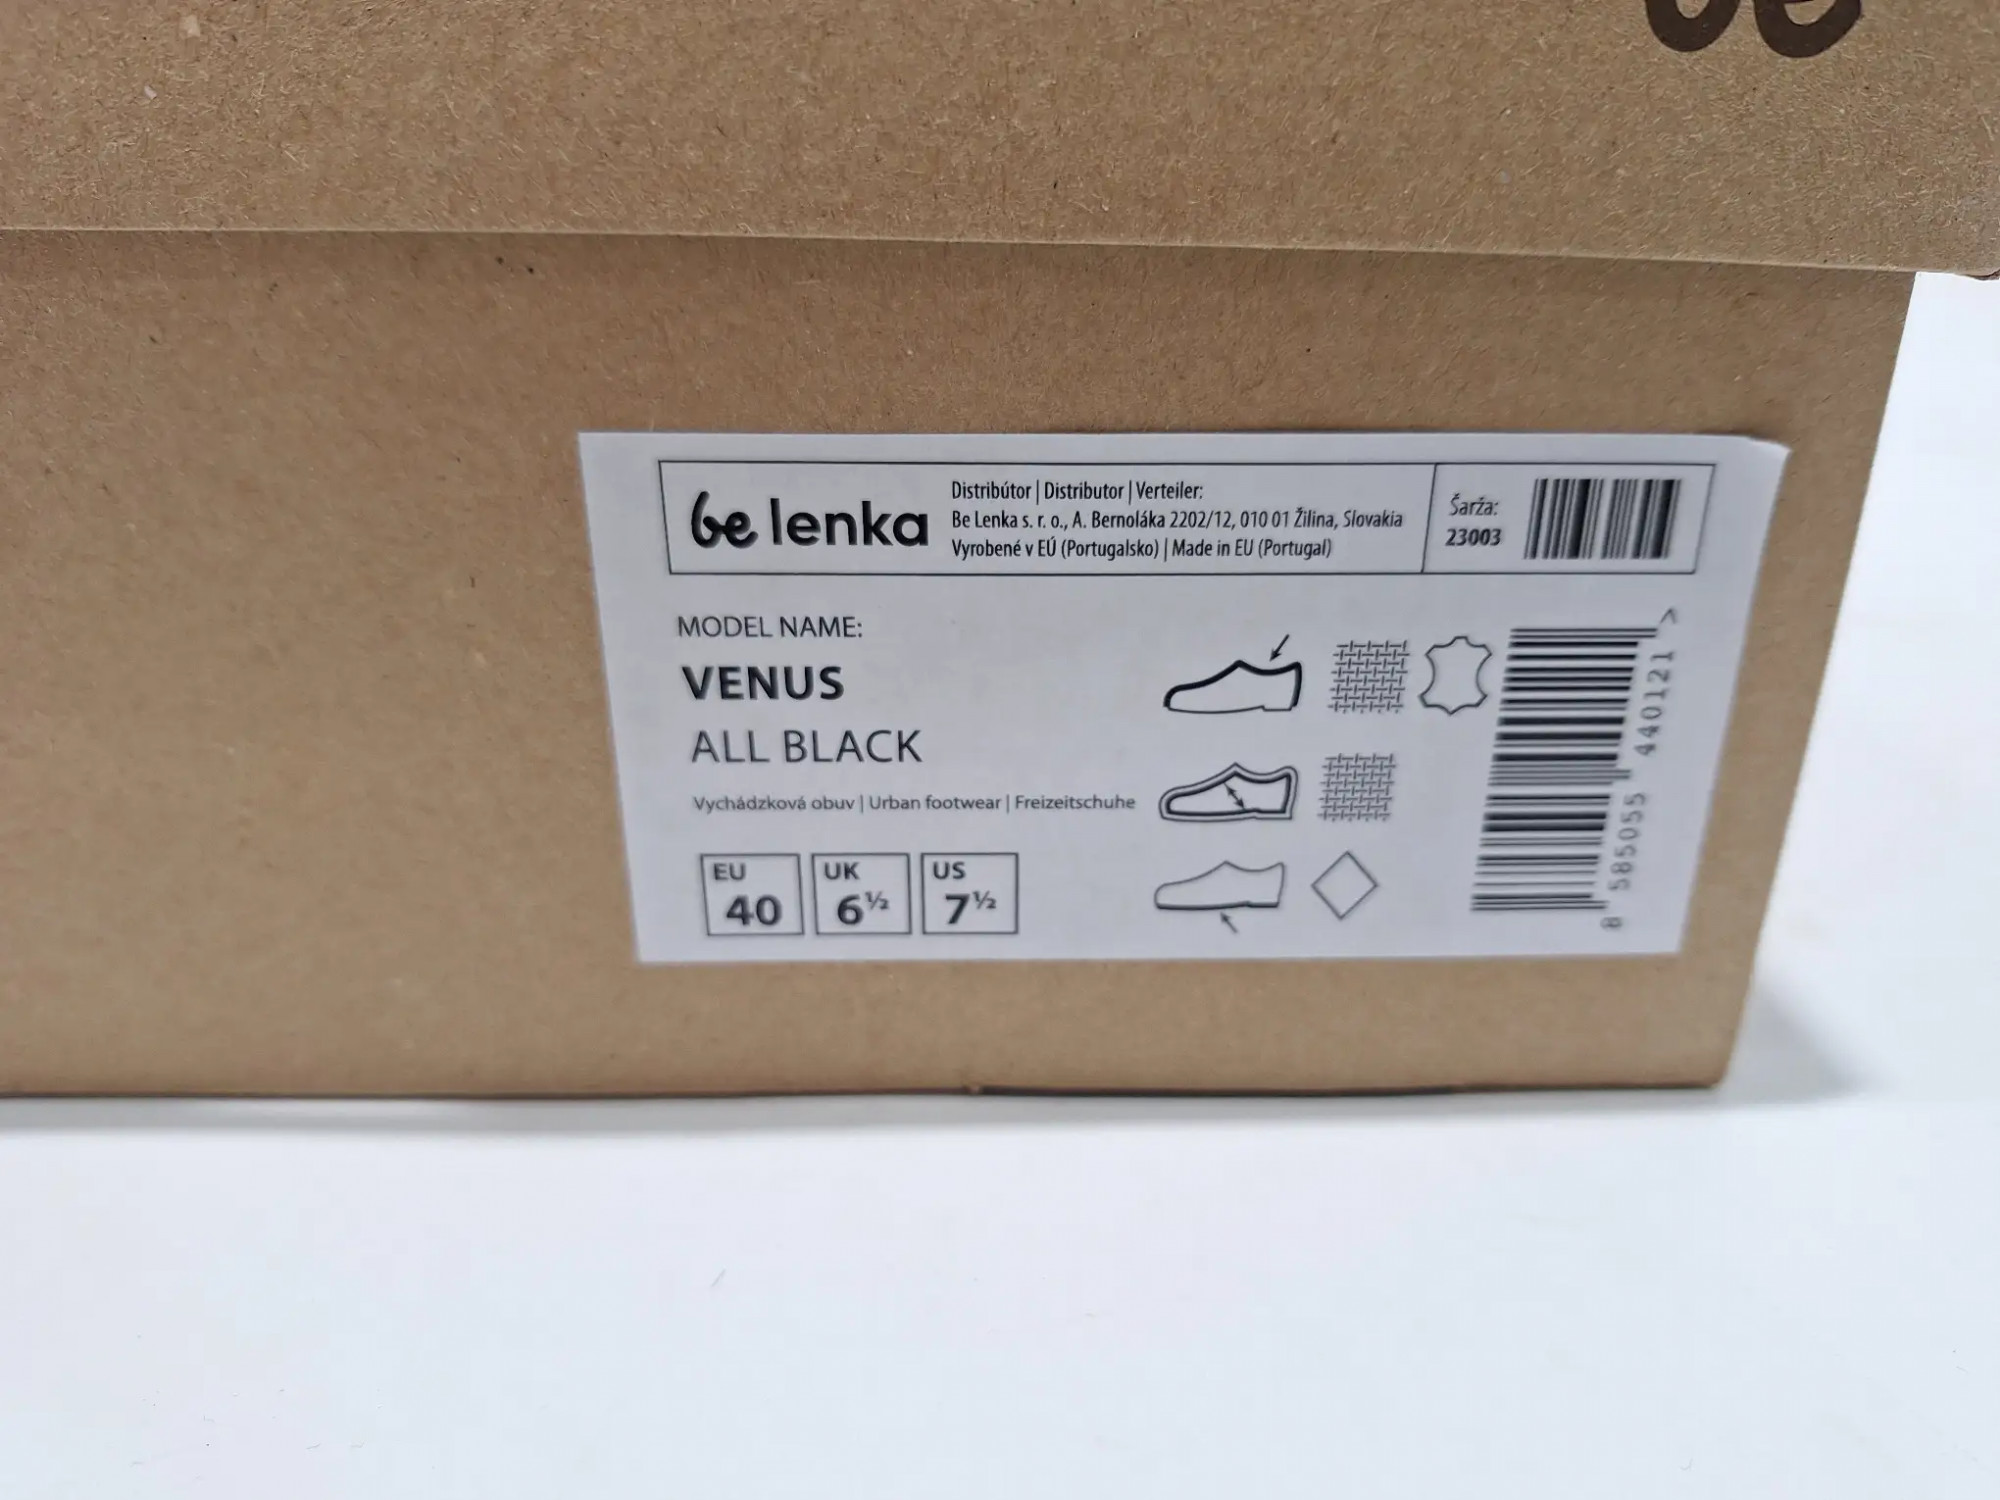 be
be lenka
Distribútor | Distributor | Verteiler:
Be Lenka s. r. o., A. Bernoláka 2202/12, 010 01 Žilina, Slovakia
Vyrobené v EÚ (Portugalsko) | Made in EU (Portugal)
Šarža:
23003
MODEL NAME:
VENUS
ALL BLACK
Vychádzková obuv | Urban footwear | Freizeitschuhe
EU
40
UK
6½
US
7½
8 585055 440121 >